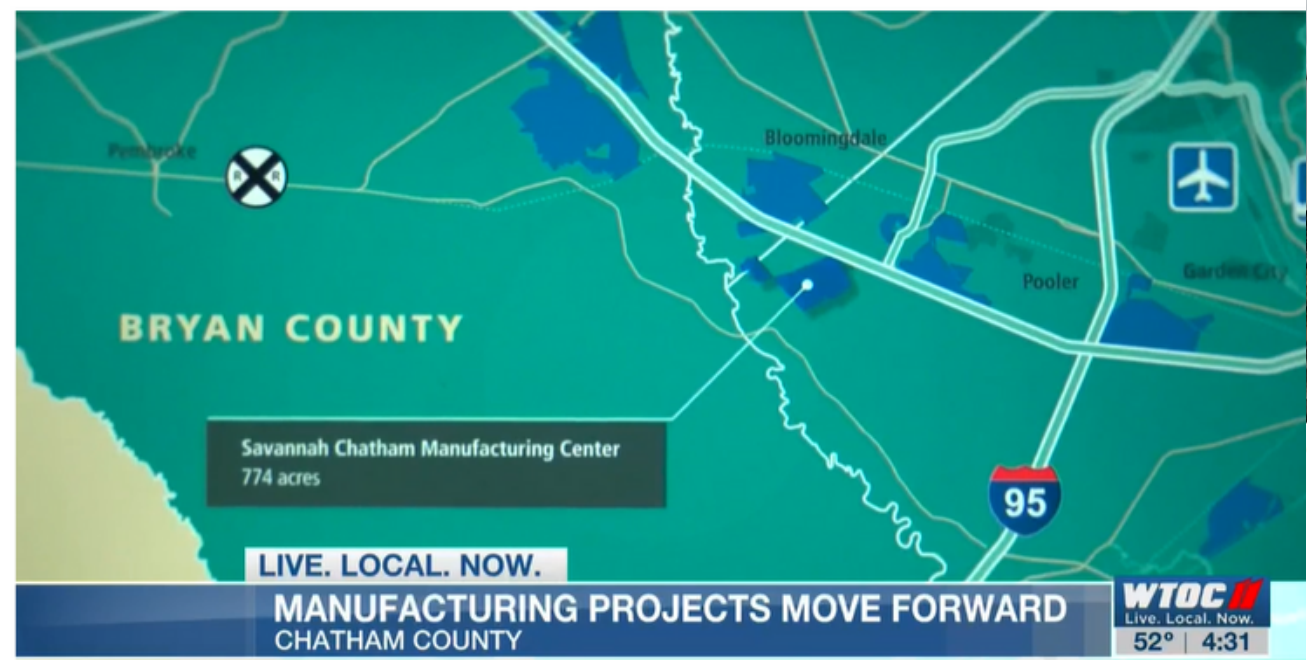 Bloomingdale
Pembroke
R R
Garden City
Pooler
BRYAN COUNTY
Savannah Chatham Manufacturing Center
774 acres
95
LIVE. LOCAL. NOW.
MANUFACTURING PROJECTS MOVE FORWARD
CHATHAM COUNTY
WTOC 11
Live. Local. Now.
52° | 4:31